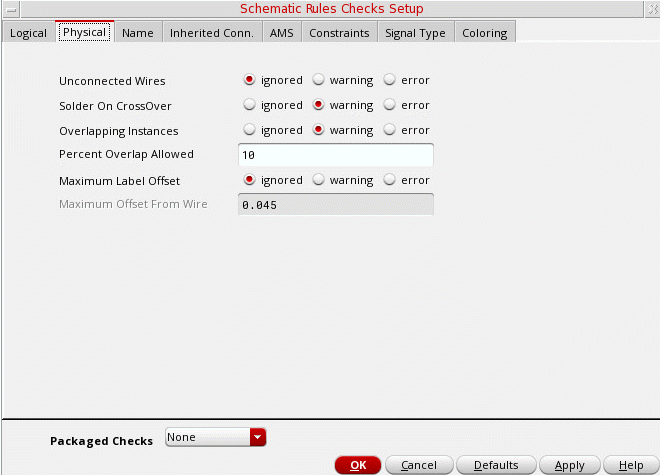 Schematic Rules Checks Setup
Logical Physical Name Inherited Conn. AMS Constraints Signal Type Coloring
Unconnected Wires ignored warning error
Solder On CrossOver ignored warning error
Overlapping Instances ignored warning error
Percent Overlap Allowed 10
Maximum Label Offset ignored warning error
Maximum Offset From Wire 0.045
Packaged Checks None
OK Cancel Defaults Apply Help